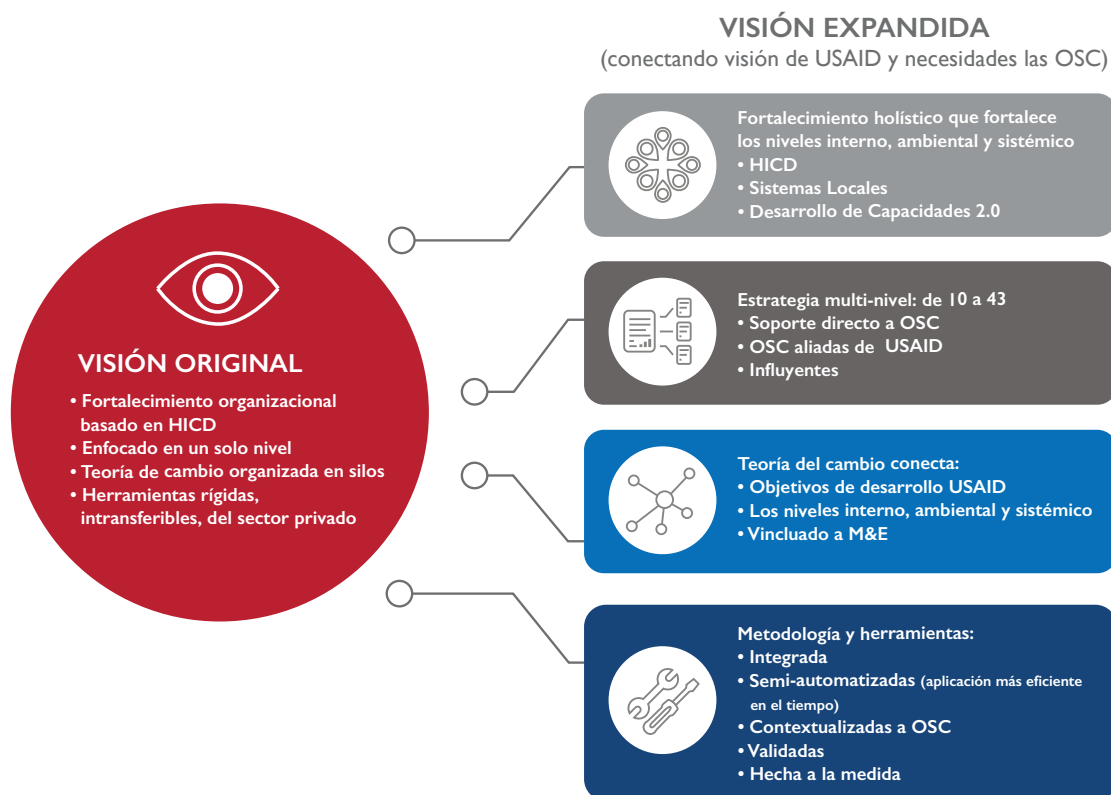 VISIÓN EXPANDIDA
(conectando visión de USAID y necesidades las OSC)
VISIÓN ORIGINAL
• Fortalecimiento organizacional
basado en HICD
• Enfocado en un solo nivel
• Teoría de cambio organizada en silos
• Herramientas rígidas,
intransferibles, del sector privado
Fortalecimiento holístico que fortalece
los niveles interno, ambiental y sistémico
• HICD
• Sistemas Locales
• Desarrollo de Capacidades 2.0
Estrategia multi-nivel: de 10 a 43
• Soporte directo a OSC
• OSC aliadas de USAID
• Influyentes
Teoría del cambio conecta:
• Objetivos de desarrollo USAID
• Los niveles interno, ambiental y sistémico
• Vincluado a M&E
Metodología y herramientas:
• Integrada
• Semi-automatizadas (aplicación más eficiente
en el tiempo)
• Contextualizadas a OSC
• Validadas
• Hecha a la medida